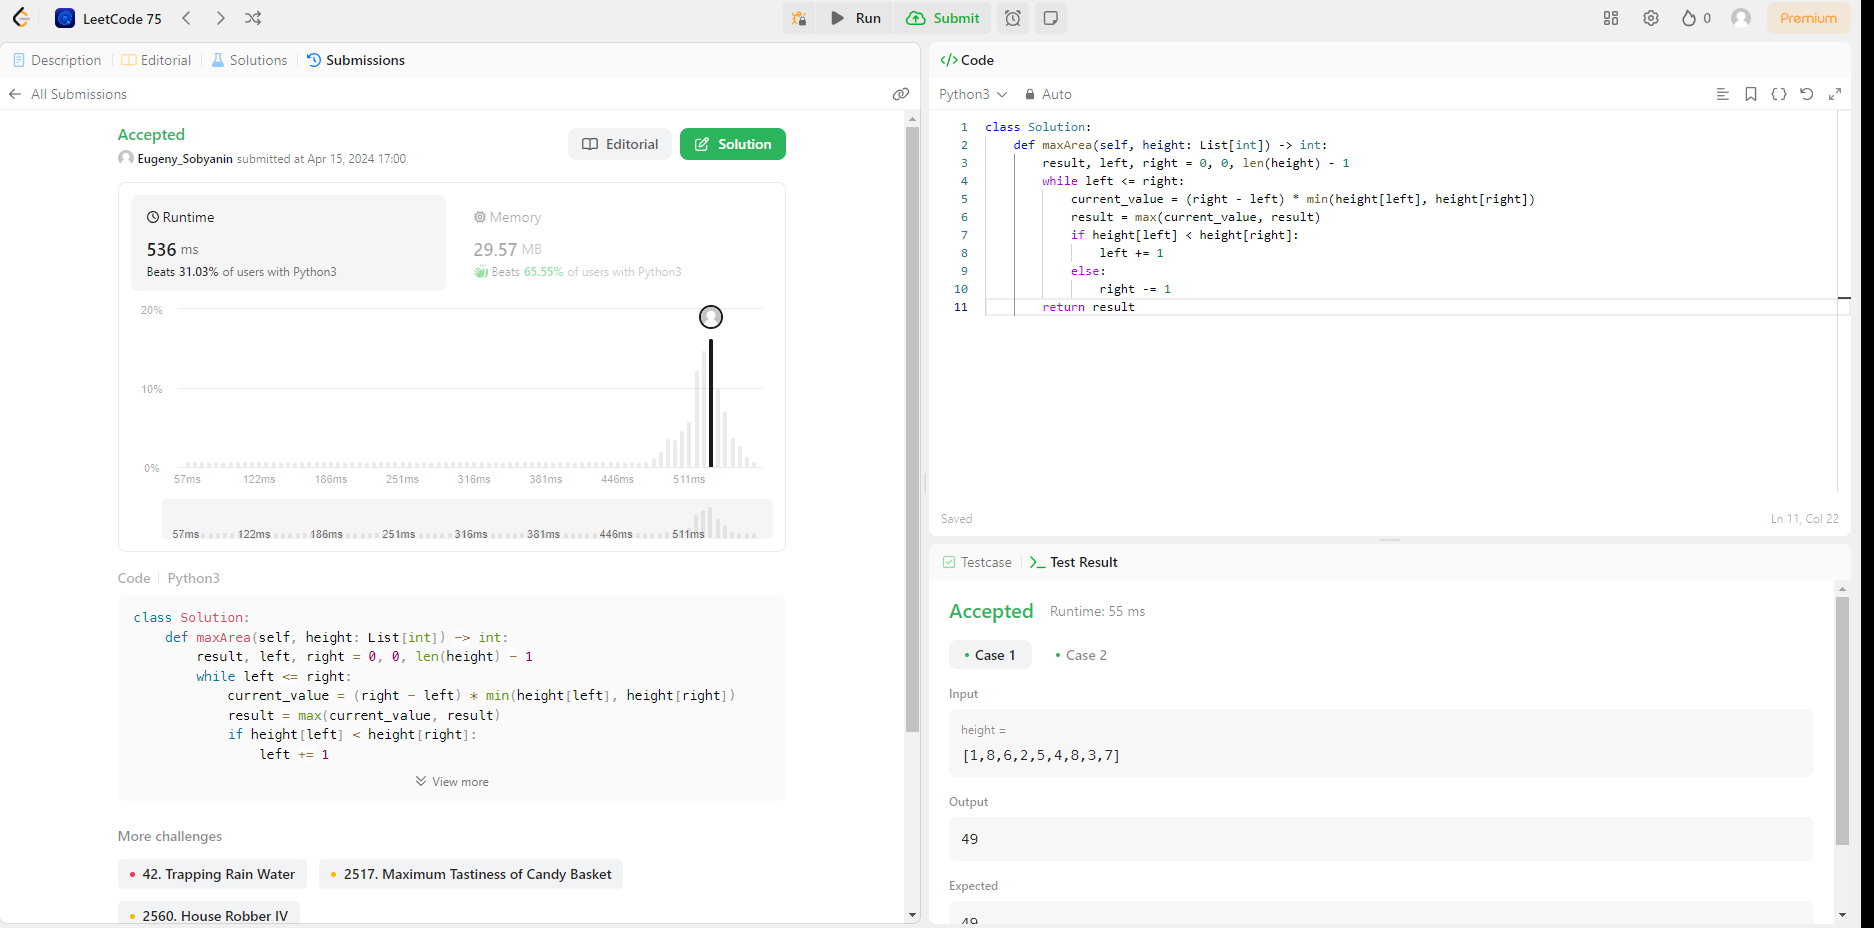 LeetCode 75
Run
Submit
0
Premium
Description
Editorial
Solutions
Submissions
All Submissions
Accepted
Eugeny_Sobyanin submitted at Apr 15, 2024 17:00
Editorial
Solution
Runtime
536 ms
Beats 31.03% of users with Python3
Memory
29.57 MB
Beats 65.55% of users with Python3
20%
10%
0%
57ms 122ms 186ms 251ms 316ms 381ms 446ms 511ms
57ms 122ms 186ms 251ms 316ms 381ms 446ms 511ms
Code Python3
class Solution:
    def maxArea(self, height: List[int]) -> int:
        result, left, right = 0, 0, len(height) - 1
        while left <= right:
            current_value = (right - left) * min(height[left], height[right])
            result = max(current_value, result)
            if height[left] < height[right]:
                left += 1
View more
More challenges
42. Trapping Rain Water
2517. Maximum Tastiness of Candy Basket
2560. House Robber IV
</> Code
Python3
Auto
1 class Solution:
2     def maxArea(self, height: List[int]) -> int:
3         result, left, right = 0, 0, len(height) - 1
4         while left <= right:
5             current_value = (right - left) * min(height[left], height[right])
6             result = max(current_value, result)
7             if height[left] < height[right]:
8                 left += 1
9             else:
10                 right -= 1
11         return result
Saved
Ln 11, Col 22
Testcase
>_ Test Result
Accepted
Runtime: 55 ms
Case 1
Case 2
Input
height =
[1,8,6,2,5,4,8,3,7]
Output
49
Expected
49